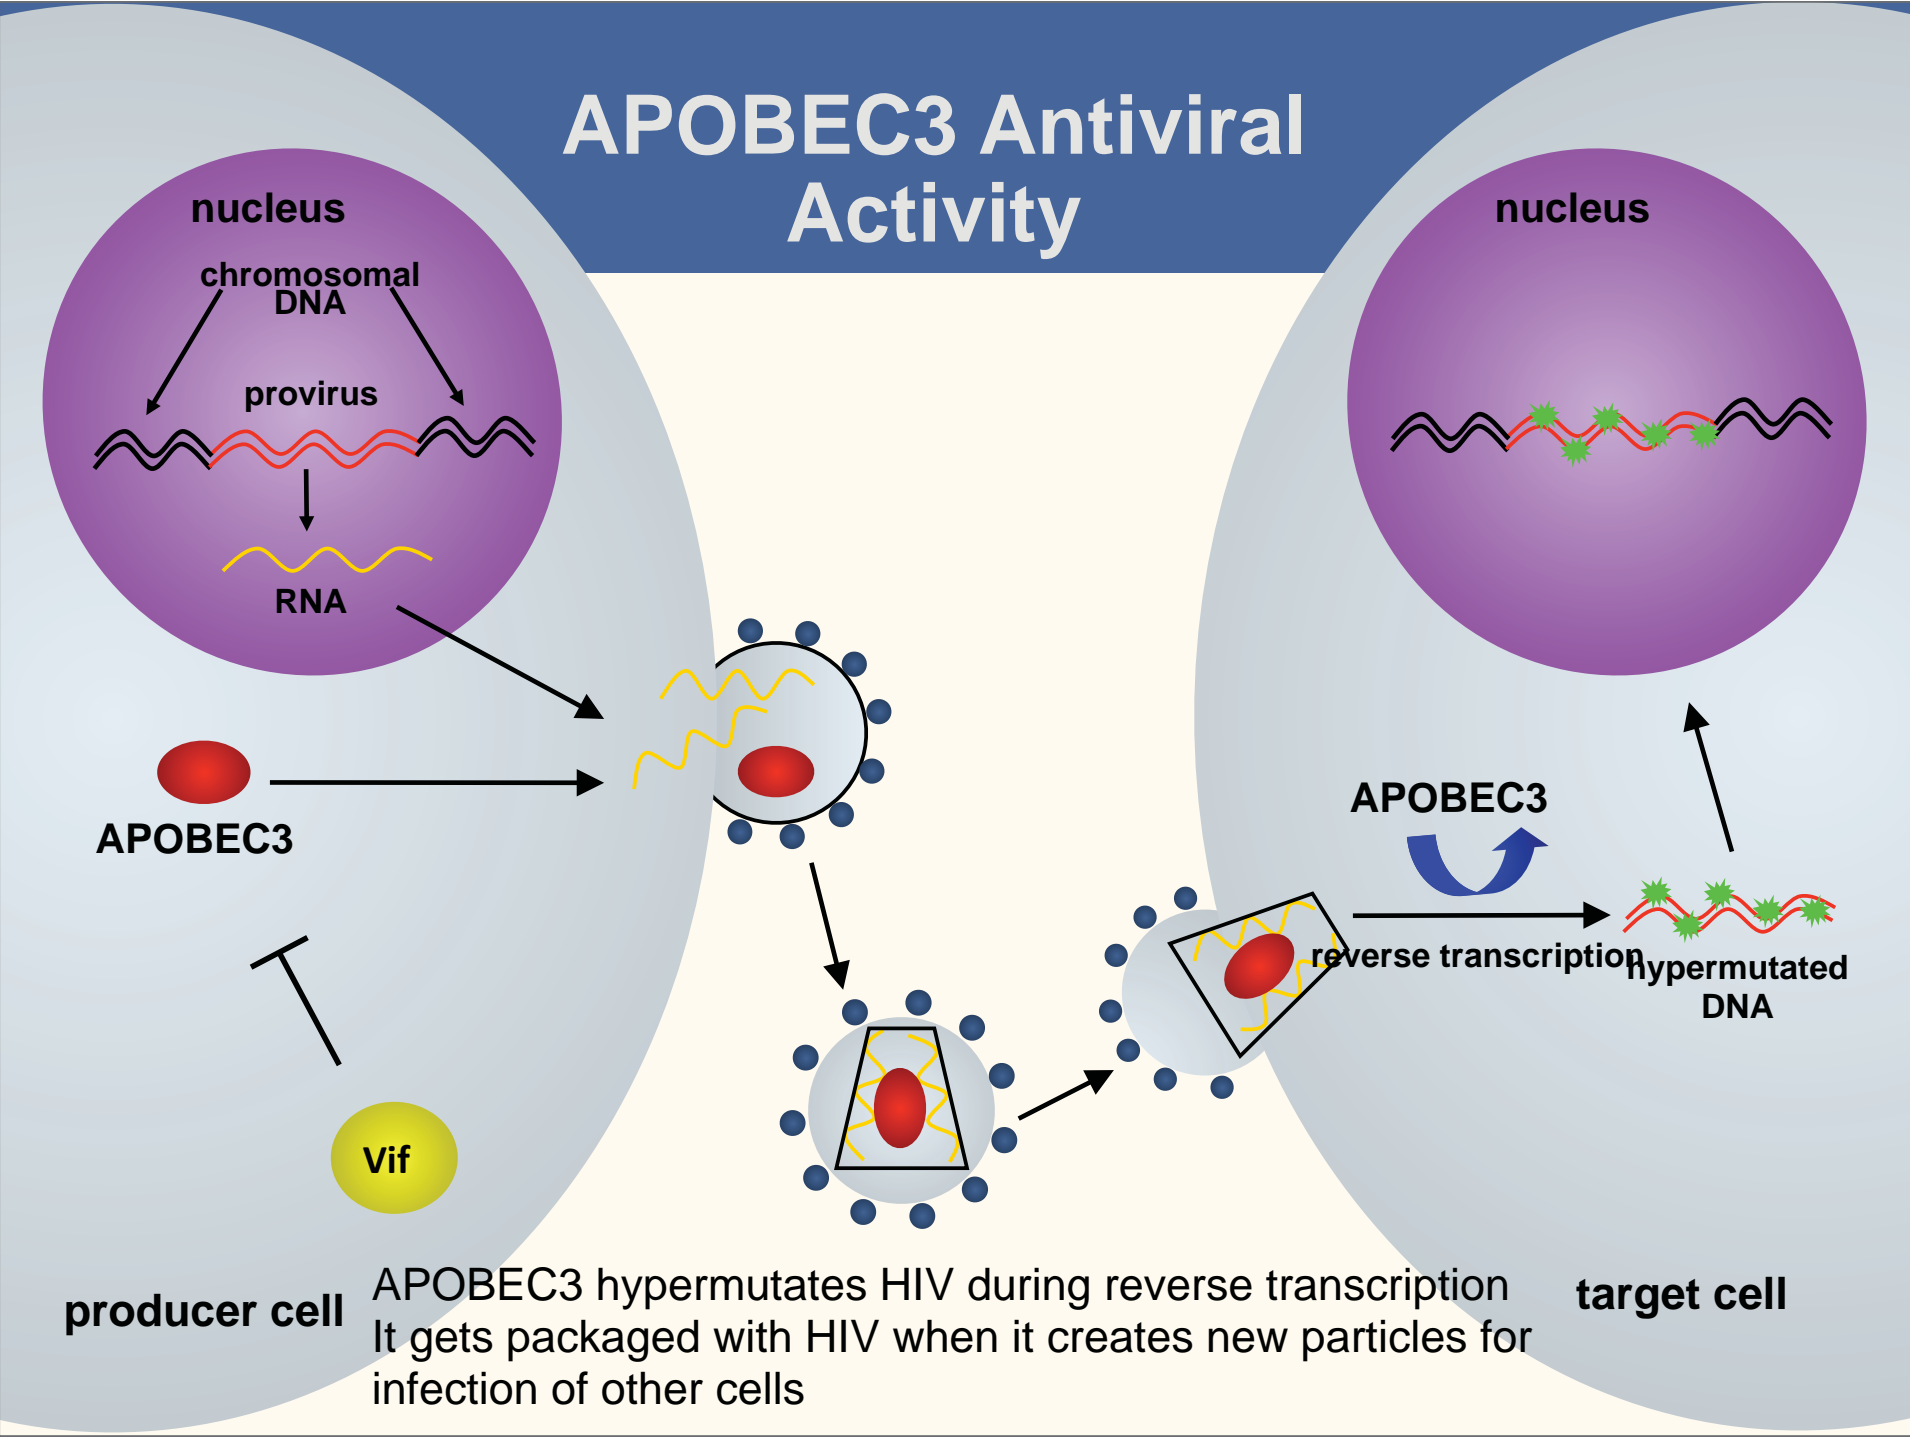 APOBEC3 Antiviral
Activity
nucleus
chromosomal
DNA
provirus
RNA
APOBEC3
Vif
producer cell
nucleus
APOBEC3
reverse transcription
hypermutated
DNA
target cell
APOBEC3 hypermutates HIV during reverse transcription
It gets packaged with HIV when it creates new particles for
infection of other cells